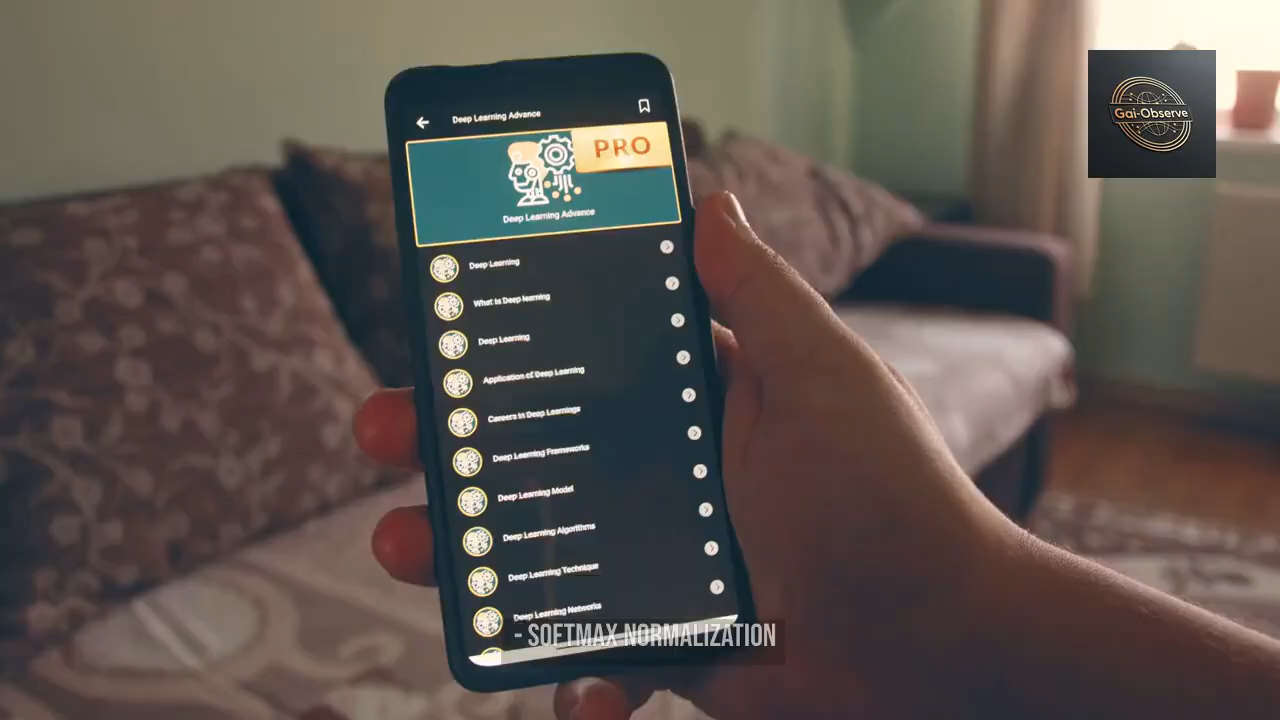 Deep Learning Advance
PRO
Deep Learning Advance
Deep Learning
What is Deep learning
Deep Learning
Application of Deep Learning
Careers in Deep Learnings
Deep Learning Frameworks
Deep Learning Model
Deep Learning Algorithms
Deep Learning Technique
Deep Learning Networks
- SOFTMAX NORMALIZATION
Gai-Observe